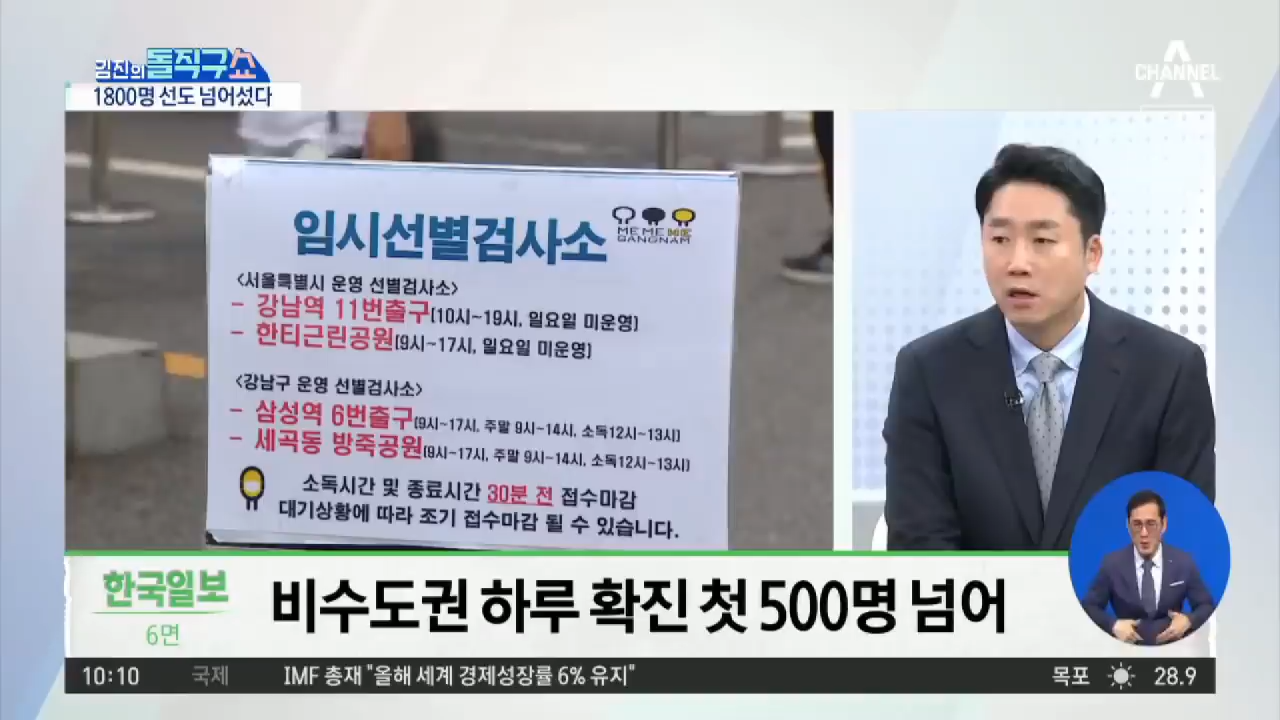 김진의 돌직구쇼
1800명 선도 넘어섰다
CHANNEL A
임시선별검사소
ME ME ME
GANGNAM
<서울특별시 운영 선별검사소>
- 강남역 11번출구(10시~19시, 일요일 미운영)
- 한티근린공원(9시~17시, 일요일 미운영)
<강남구 운영 선별검사소>
- 삼성역 6번출구(9시~17시, 주말 9시~14시, 소독12시~13시)
- 세곡동 방죽공원(9시~17시, 주말 9시~14시, 소독12시~13시)
소독시간 및 종료시간 30분 전 접수마감
대기상황에 따라 조기 접수마감 될 수 있습니다.
한국일보
6면
비수도권 하루 확진 첫 500명 넘어
10:10 국제 IMF 총재 "올해 세계 경제성장률 6% 유지" 목포 28.9